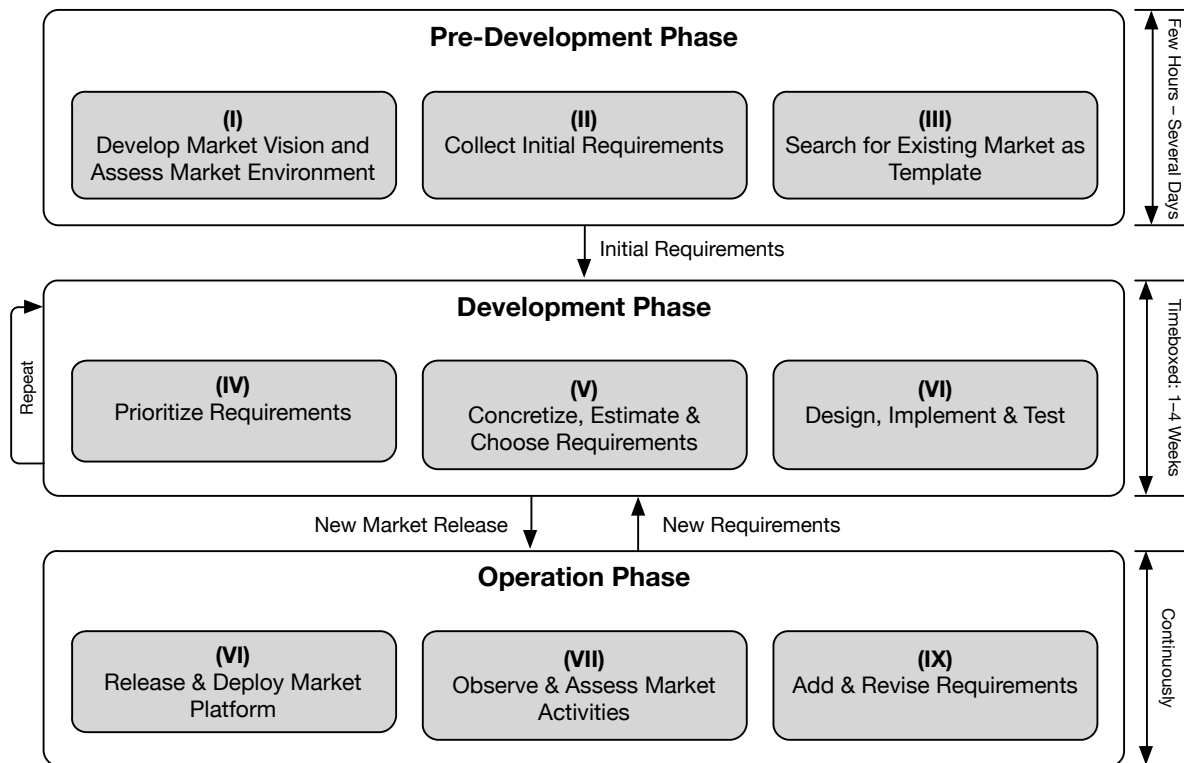 Pre-Development Phase
(I)
Develop Market Vision and
Assess Market Environment
(II)
Collect Initial Requirements
(III)
Search for Existing Market as
Template
Few Hours – Several Days
Initial Requirements
Development Phase
Repeat
(IV)
Prioritize Requirements
(V)
Concretize, Estimate &
Choose Requirements
(VI)
Design, Implement & Test
Timeboxed: 1–4 Weeks
New Market Release
New Requirements
Operation Phase
(VI)
Release & Deploy Market
Platform
(VII)
Observe & Assess Market
Activities
(IX)
Add & Revise Requirements
Continuously